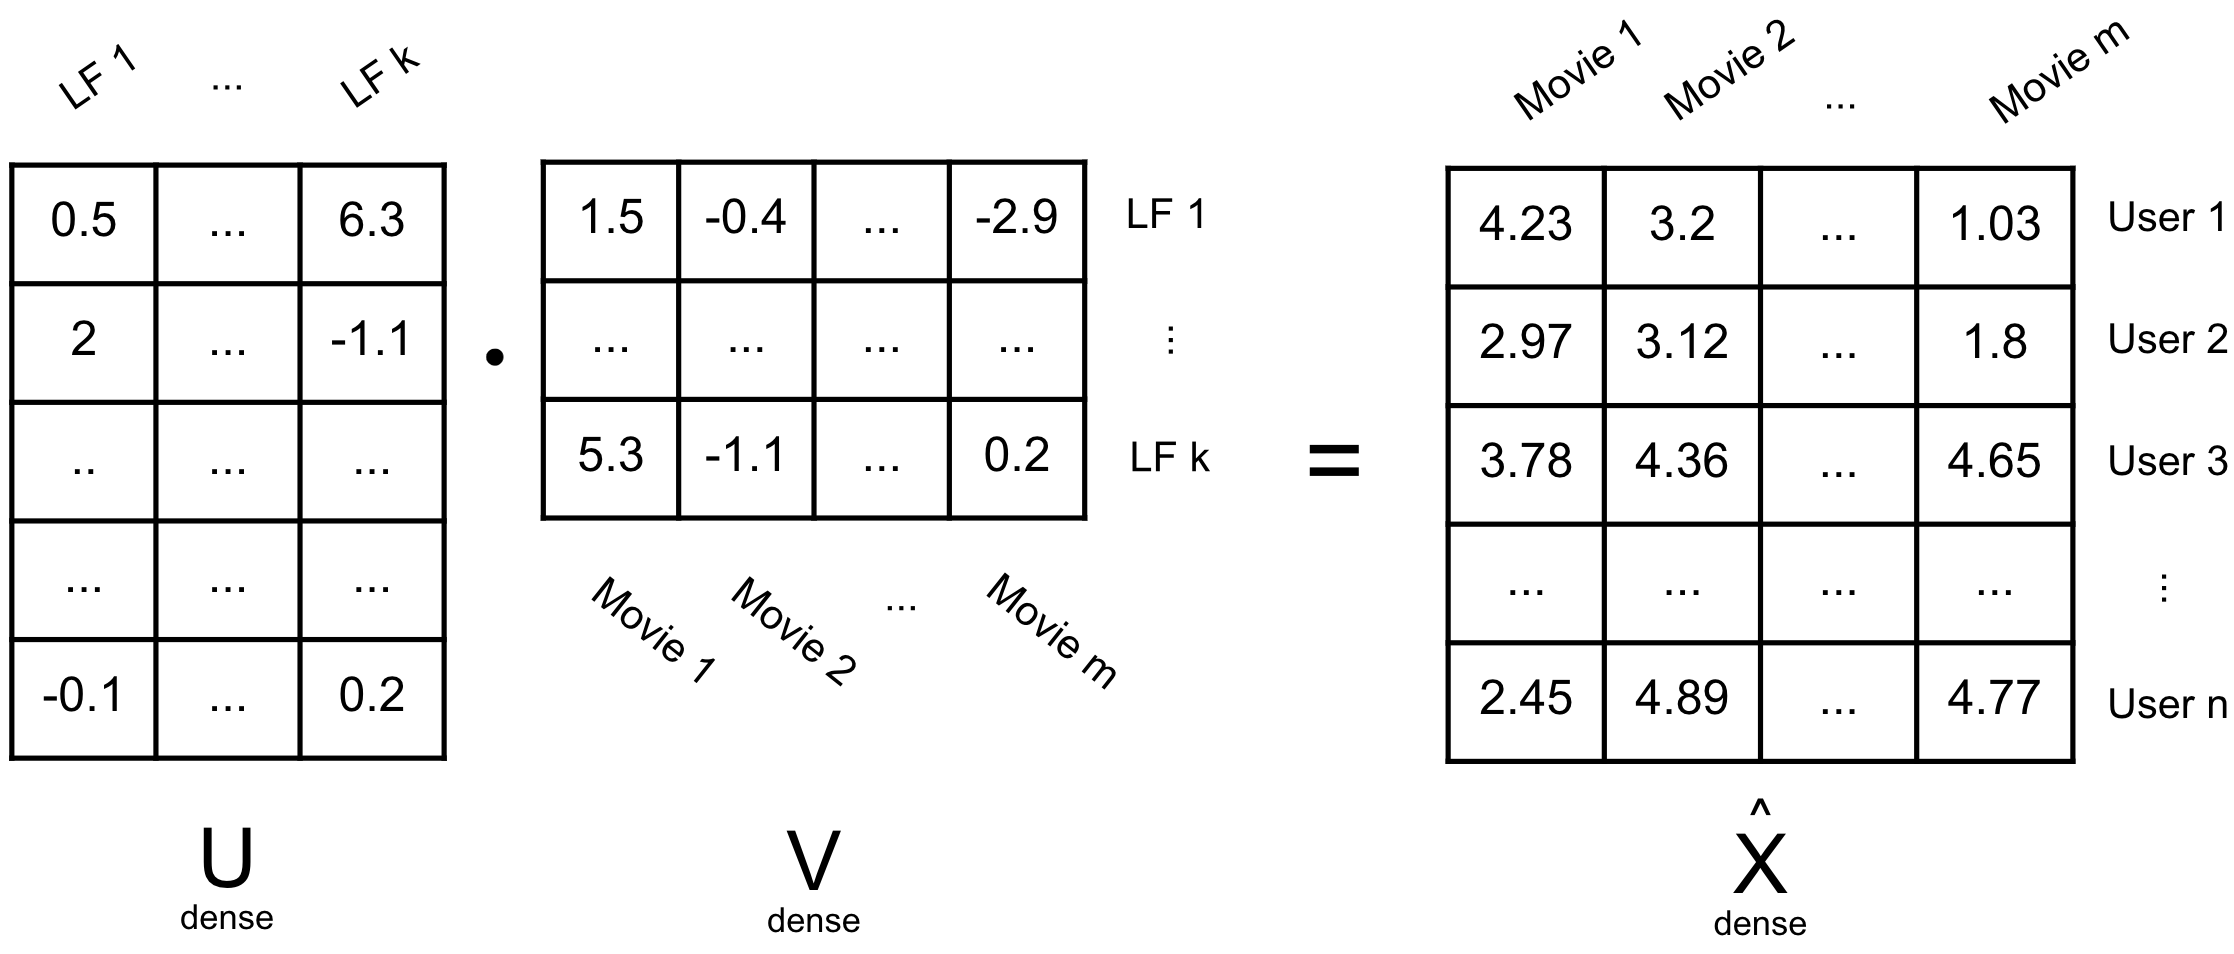 LF 1 ... LF k
Movie 1 Movie 2 ... Movie m
0.5 ... 6.3
2 ... -1.1
.. ... ...
... ... ...
-0.1 ... 0.2
•
1.5 -0.4 ... -2.9 LF 1
... ... ... ... ⋮
5.3 -1.1 ... 0.2 LF k
Movie 1 Movie 2 ... Movie m
=
4.23 3.2 ... 1.03 User 1
2.97 3.12 ... 1.8 User 2
3.78 4.36 ... 4.65 User 3
... ... ... ... ⋮
2.45 4.89 ... 4.77 User n
U
dense
V
dense
X̂
dense